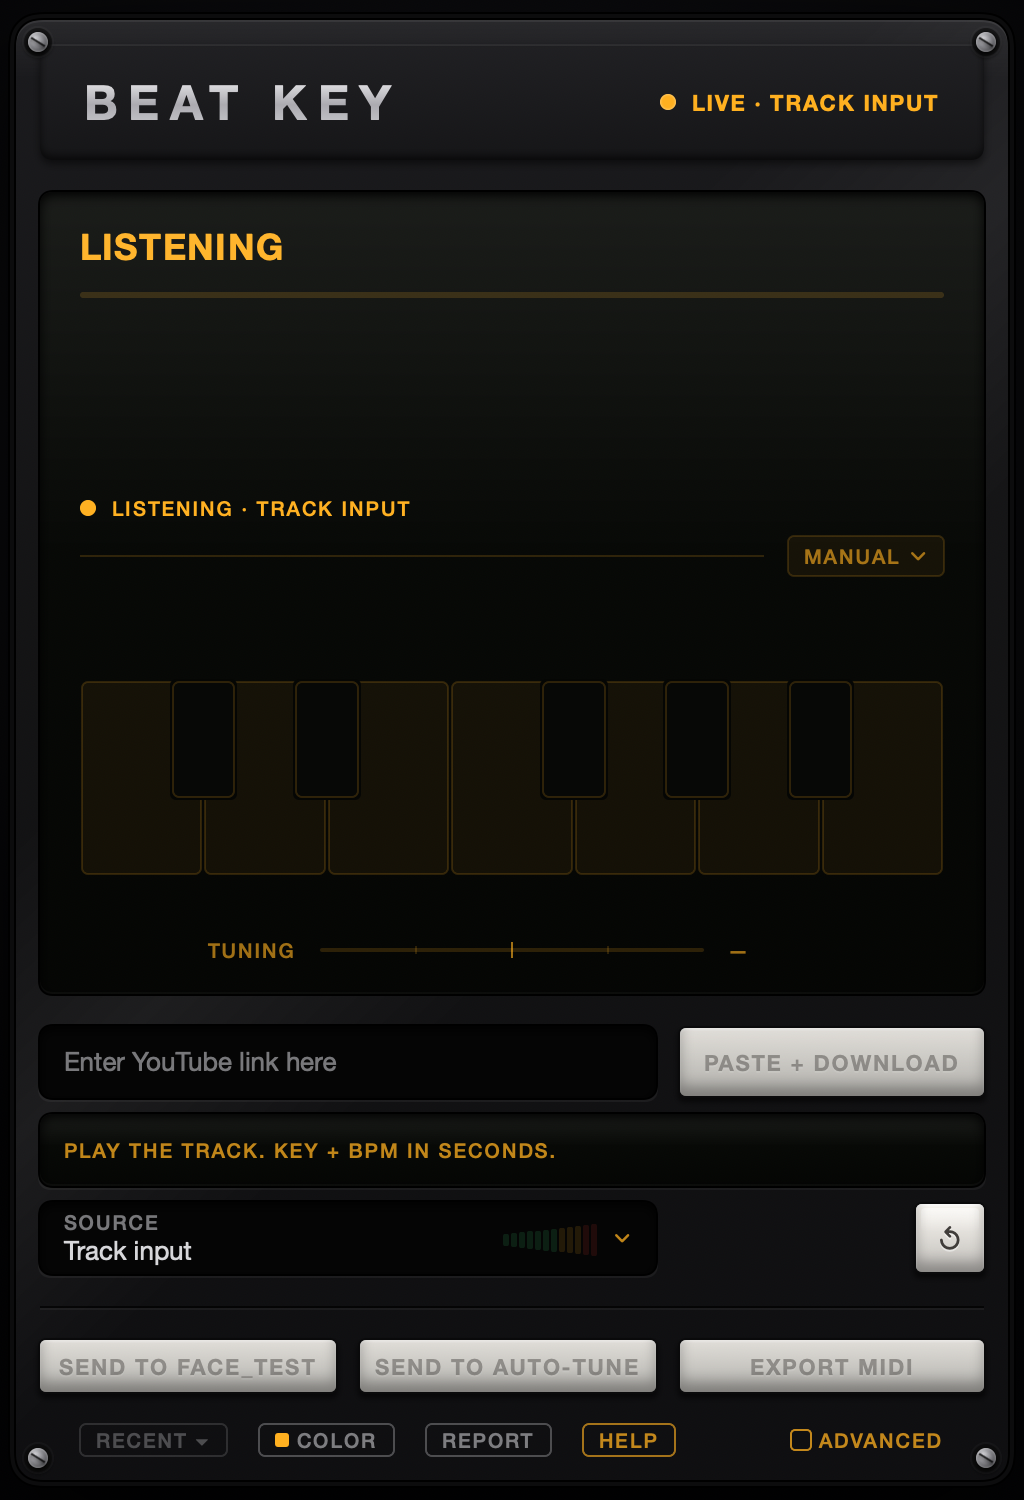 BEAT KEY
LIVE · TRACK INPUT
LISTENING
LISTENING · TRACK INPUT
MANUAL
TUNING
–
Enter YouTube link here
PASTE + DOWNLOAD
PLAY THE TRACK. KEY + BPM IN SECONDS.
SOURCE
Track input
SEND TO FACE_TEST
SEND TO AUTO-TUNE
EXPORT MIDI
RECENT
COLOR
REPORT
HELP
ADVANCED